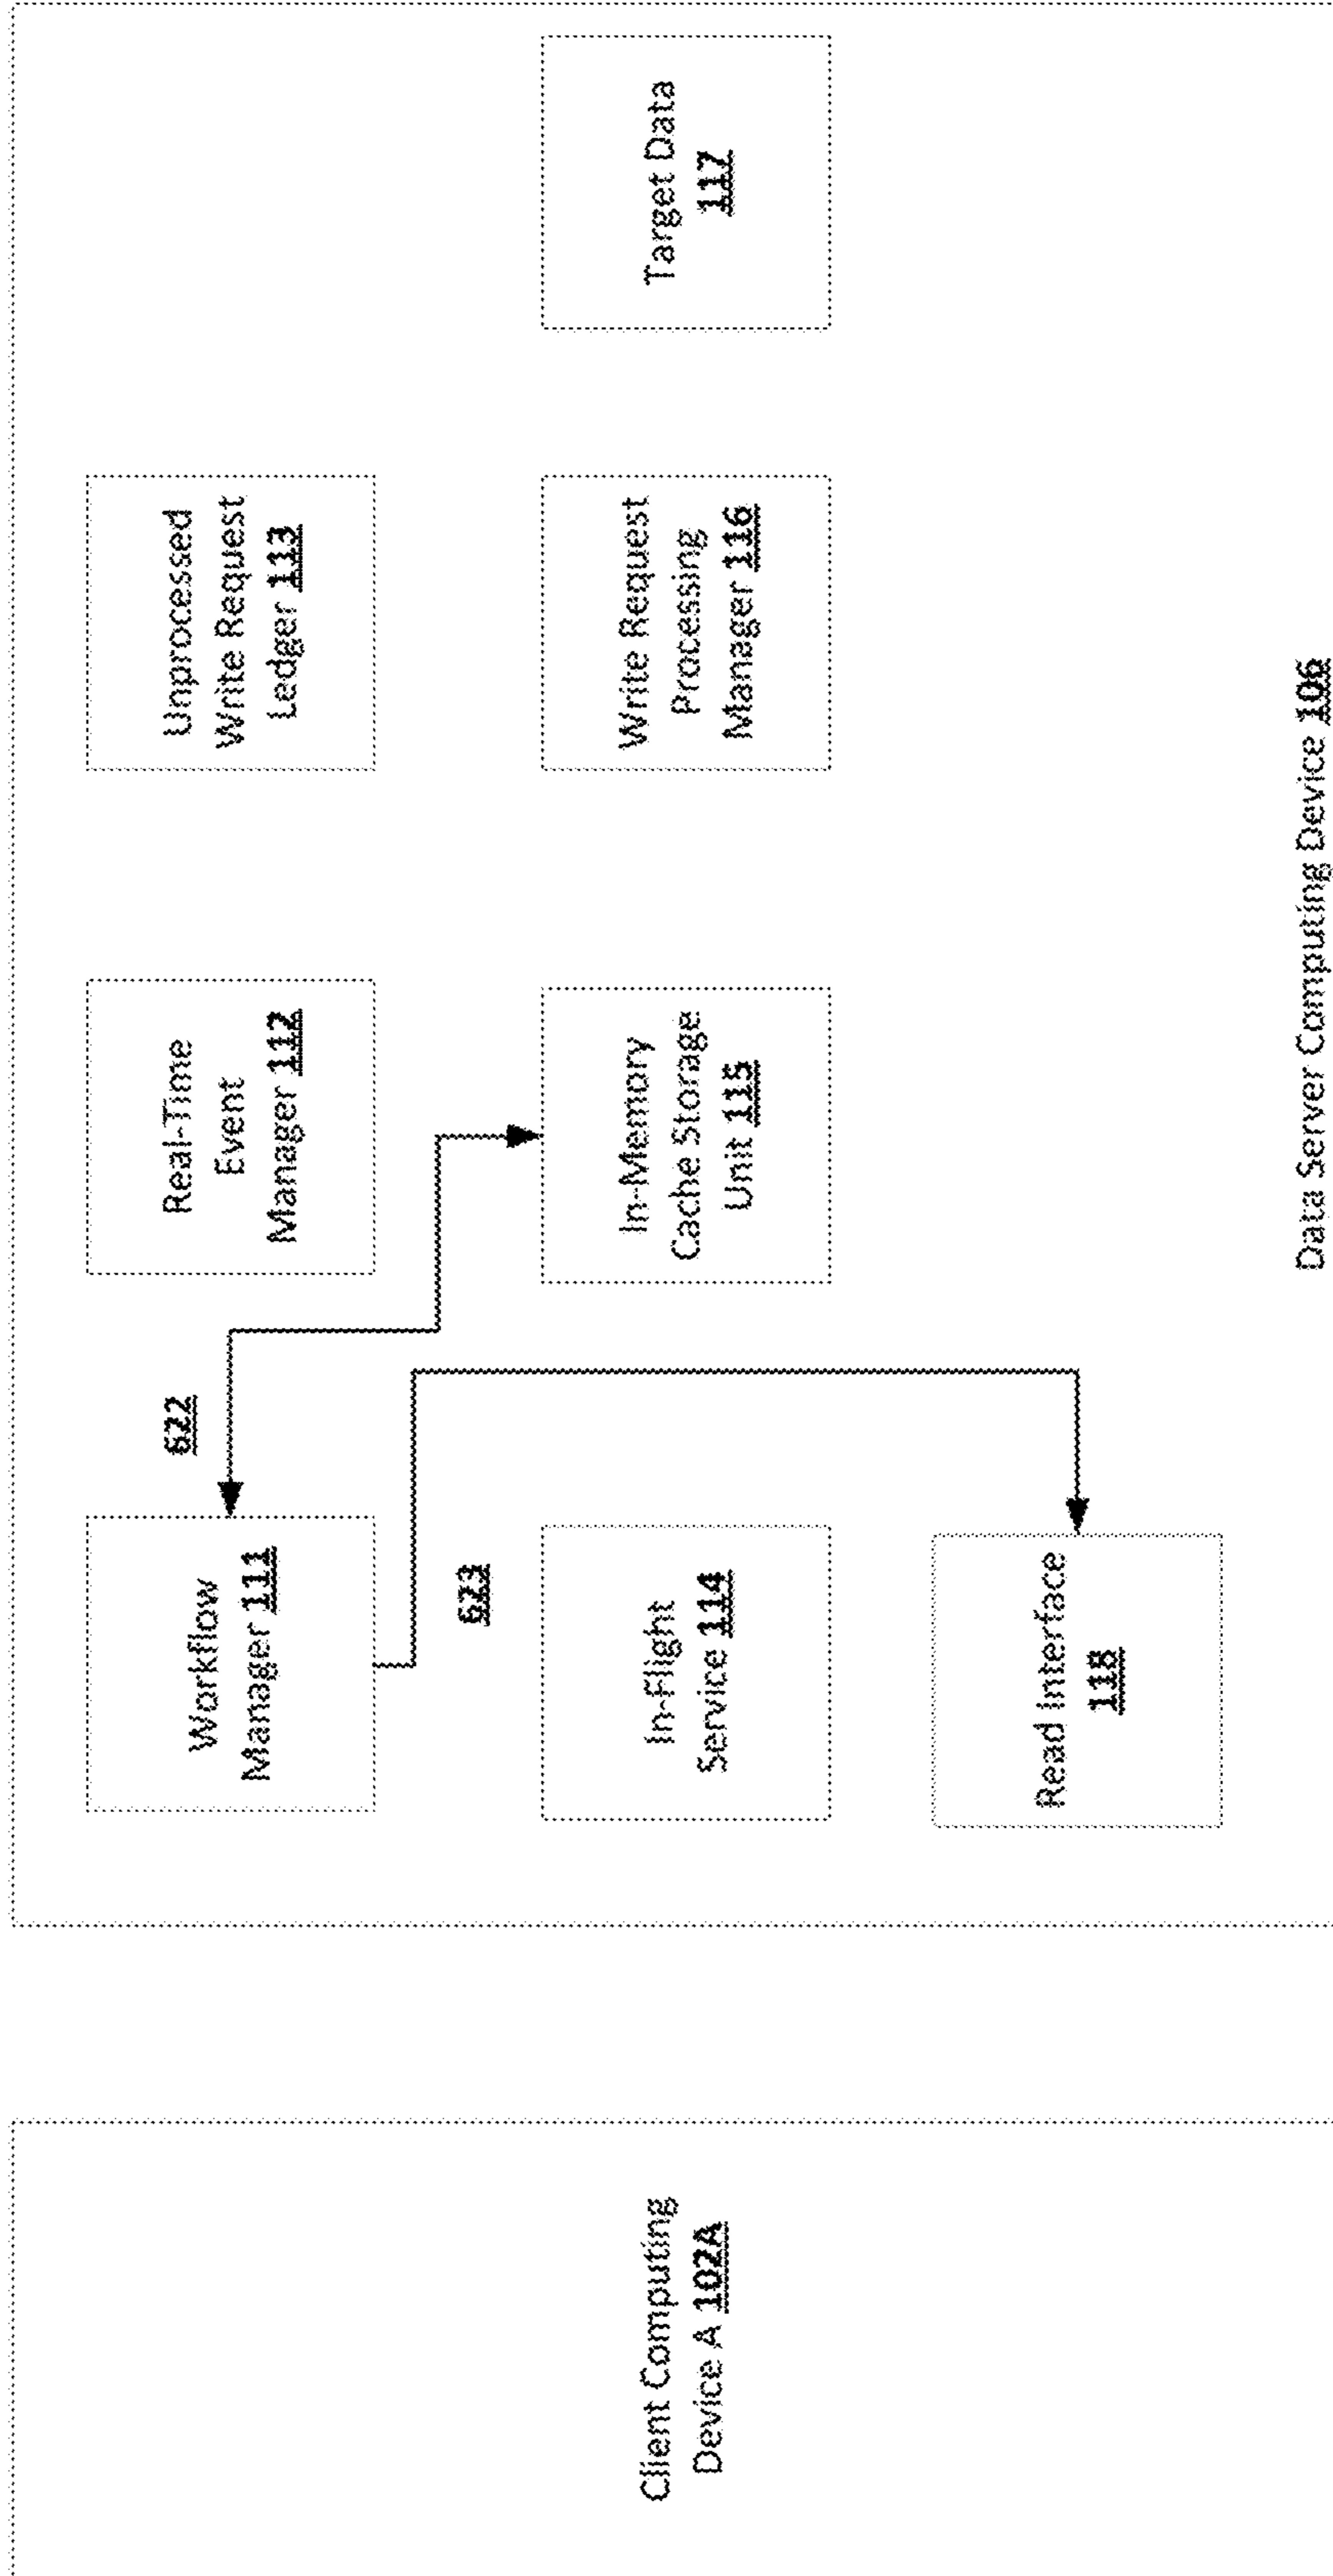 Client Computing
Device A 102A
Workflow
Manager 111
622
Real-Time
Event
Manager 112
Unprocessed
Write Request
Ledger 113
623
In-Flight
Service 114
In-Memory
Cache Storage
Unit 115
Write Request
Processing
Manager 116
Target Data
117
Read Interface
118
Data Server Computing Device 106